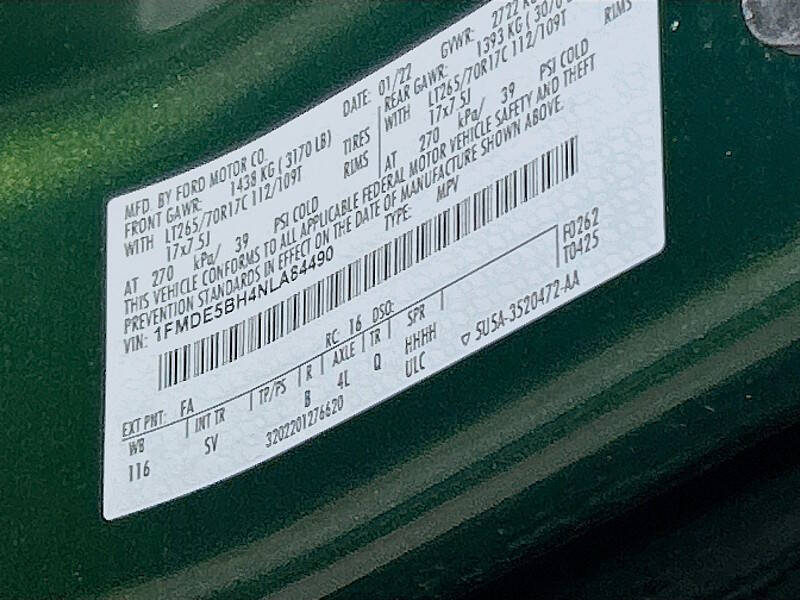 MFD. BY FORD MOTOR CO.
DATE: 01/22
GVWR: 2722
FRONT GAWR: 1438 KG ( 3170 LB)
REAR GAWR: 1393 KG (
WITH LT265/70R17C 112/109T TIRES
WITH LT265/70R17C 112/109T
17x7.5J RIMS
17x7.5J RIMS
AT 270 kPa/ 39 PSI COLD
AT 270 kPa/ 39 PSI COLD
THIS VEHICLE CONFORMS TO ALL APPLICABLE FEDERAL MOTOR VEHICLE SAFETY AND THEFT
PREVENTION STANDARDS IN EFFECT ON THE DATE OF MANUFACTURE SHOWN ABOVE.
VIN: 1FMDE5BH4NLA64490
TYPE: MPV
F0262
T0425
EXT PNT: FA
RC: 16 DSO:
WB INT TR TP/PS R AXLE TR SPR
116 SV B 4L Q HHHH
ULC
3202201276620
▽ 5U5A-3520472-AA